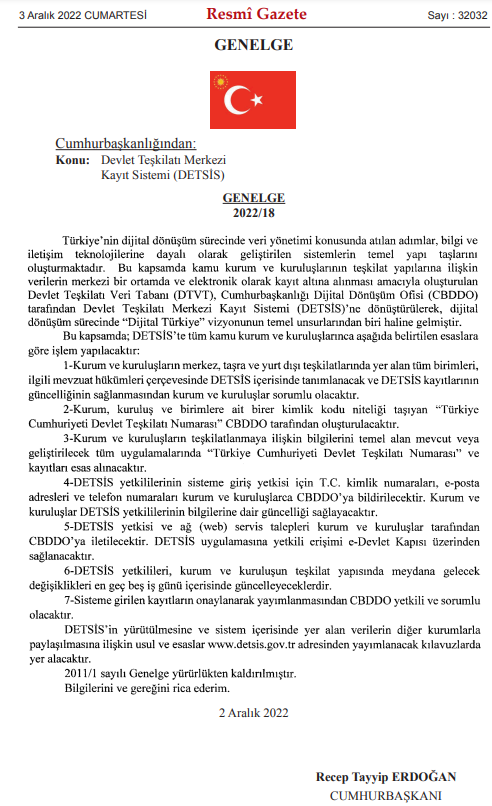 3 Aralık 2022 CUMARTESİ
Resmî Gazete
Sayı : 32032
GENELGE
Cumhurbaşkanlığından:
Konu: Devlet Teşkilatı Merkezi
Kayıt Sistemi (DETSİS)
GENELGE
2022/18
Türkiye’nin dijital dönüşüm sürecinde veri yönetimi konusunda atılan adımlar, bilgi ve
iletişim teknolojilerine dayalı olarak geliştirilen sistemlerin temel yapı taşlarını
oluşturmaktadır. Bu kapsamda kamu kurum ve kuruluşlarının teşkilat yapılarına ilişkin
verilerin merkezi bir ortamda ve elektronik olarak kayıt altına alınması amacıyla oluşturulan
Devlet Teşkilatı Veri Tabanı (DTVT), Cumhurbaşkanlığı Dijital Dönüşüm Ofisi (CBDDO)
tarafından Devlet Teşkilatı Merkezi Kayıt Sistemi (DETSİS)’ne dönüştürülerek, dijital
dönüşüm sürecinde “Dijital Türkiye” vizyonunun temel unsurlarından biri haline gelmiştir.
Bu kapsamda; DETSİS’te tüm kamu kurum ve kuruluşlarınca aşağıda belirtilen esaslara
göre işlem yapılacaktır:
1-Kurum ve kuruluşların merkez, taşra ve yurt dışı teşkilatlarında yer alan tüm birimleri,
ilgili mevzuat hükümleri çerçevesinde DETSİS içerisinde tanımlanacak ve DETSİS kayıtlarının
güncelliğinin sağlanmasından kurum ve kuruluşlar sorumlu olacaktır.
2-Kurum, kuruluş ve birimlere ait birer kimlik kodu niteliği taşıyan “Türkiye
Cumhuriyeti Devlet Teşkilatı Numarası” CBDDO tarafından oluşturulacaktır.
3-Kurum ve kuruluşların teşkilatlanmaya ilişkin bilgilerini temel alan mevcut veya
geliştirilecek tüm uygulamalarında “Türkiye Cumhuriyeti Devlet Teşkilatı Numarası” ve
kayıtları esas alınacaktır.
4-DETSİS yetkililerinin sisteme giriş yetkisi için T.C. kimlik numaraları, e-posta
adresleri ve telefon numaraları kurum ve kuruluşlarca CBDDO’ya bildirilecektir. Kurum ve
kuruluşlar DETSİS yetkililerinin bilgilerine dair güncelliği sağlayacaktır.
5-DETSİS yetkisi ve ağ (web) servis talepleri kurum ve kuruluşlar tarafından
CBDDO’ya iletilecektir. DETSİS uygulamasına yetkili erişimi e-Devlet Kapısı üzerinden
sağlanacaktır.
6-DETSİS yetkilileri, kurum ve kuruluşun teşkilat yapısında meydana gelecek
değişiklikleri en geç beş iş günü içerisinde güncelleyeceklerdir.
7-Sisteme girilen kayıtların onaylanarak yayımlanmasından CBDDO yetkili ve sorumlu
olacaktır.
DETSİS’in yürütülmesine ve sistem içerisinde yer alan verilerin diğer kurumlarla
paylaşılmasına ilişkin usul ve esaslar www.detsis.gov.tr adresinden yayımlanacak kılavuzlarda
yer alacaktır.
2011/1 sayılı Genelge yürürlükten kaldırılmıştır.
Bilgilerini ve gereğini rica ederim.
2 Aralık 2022
Recep Tayyip ERDOĞAN
CUMHURBAŞKANI